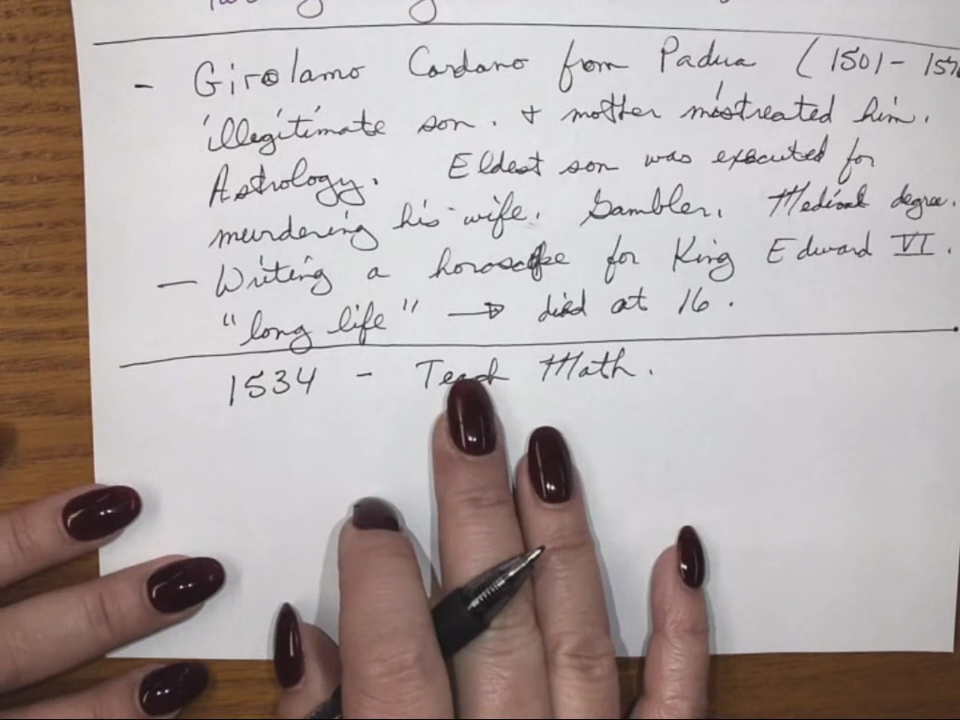 - Girolamo Cardano from Padua (1501 - 157
illegitimate son. & mother mistreated him.
Astrology. Eldest son was executed for
murdering his wife. Gambler. Medical degree.
- Writing a horoscope for King Edward VI.
"long life" → died at 16.
1534 - Teach Math.